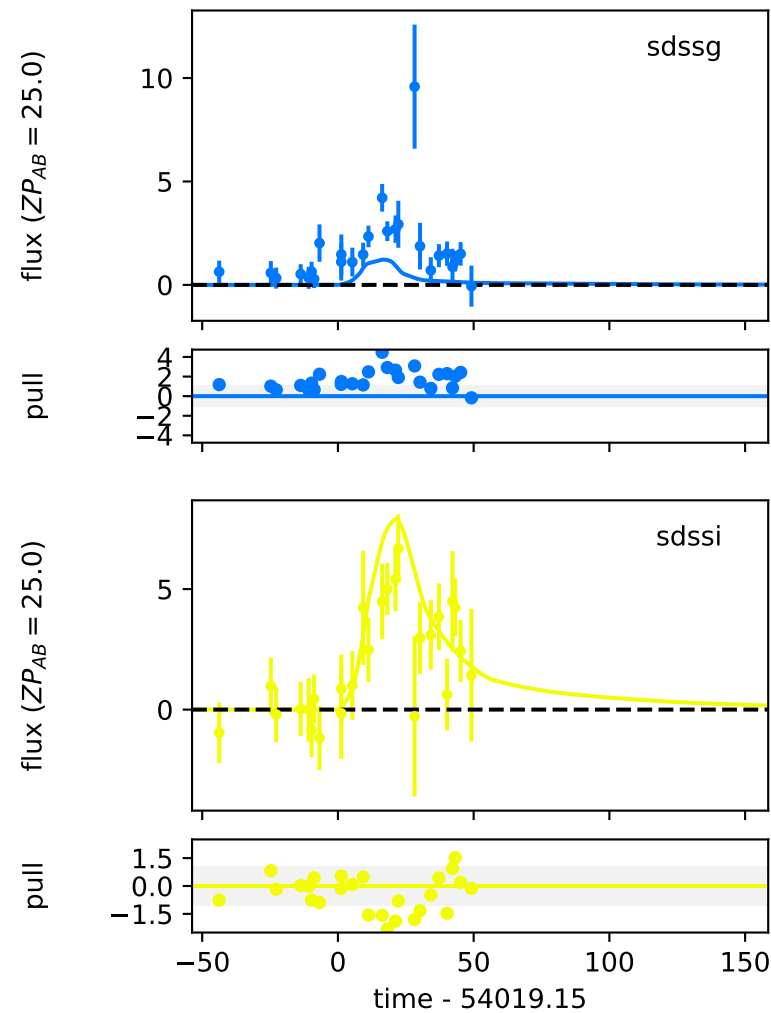 sdssg
flux (ZP_AB = 25.0)
10
5
0
pull
4
2
0
−2
−4
sdssi
flux (ZP_AB = 25.0)
5
0
pull
1.5
0.0
−1.5
−50 0 50 100 150
time - 54019.15